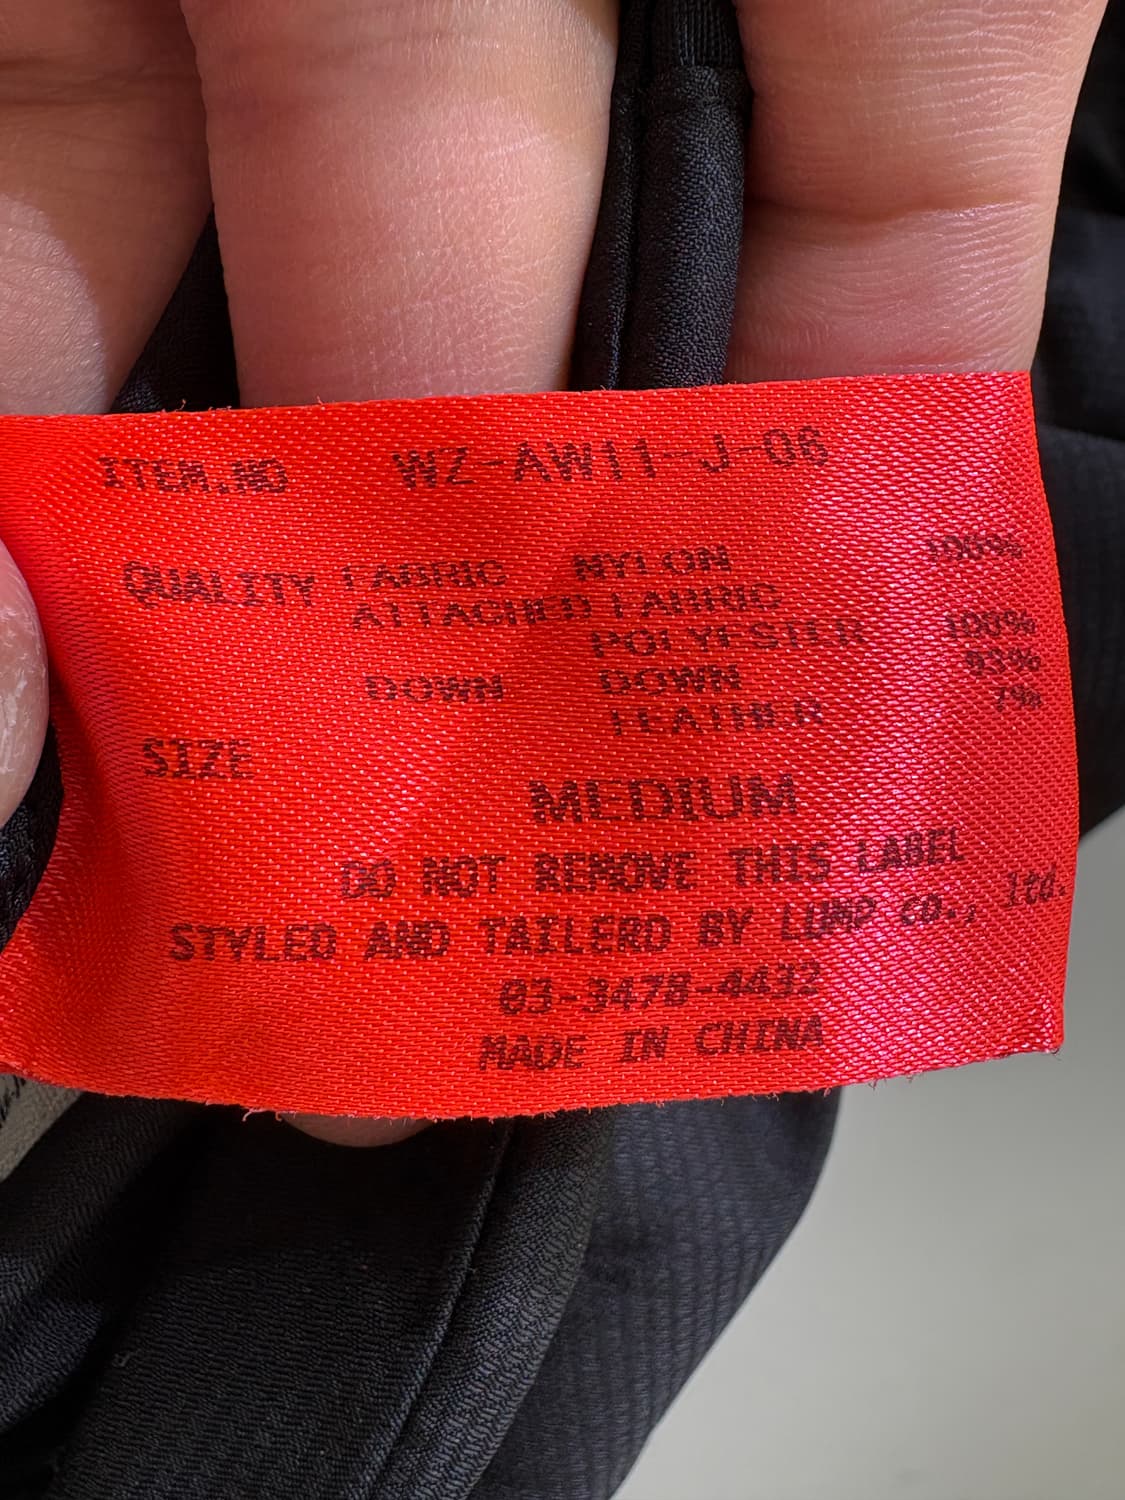 ITEM.NO WZ-AW11-J-06
QUALITY FABRIC NYLON 100%
ATTACHED FABRIC
POLYESTER 100%
DOWN DOWN 93%
FEATHER 7%
SIZE
MEDIUM
DO NOT REMOVE THIS LABEL
STYLED AND TAILERD BY LUMP co., ltd.
03-3478-4432
MADE IN CHINA